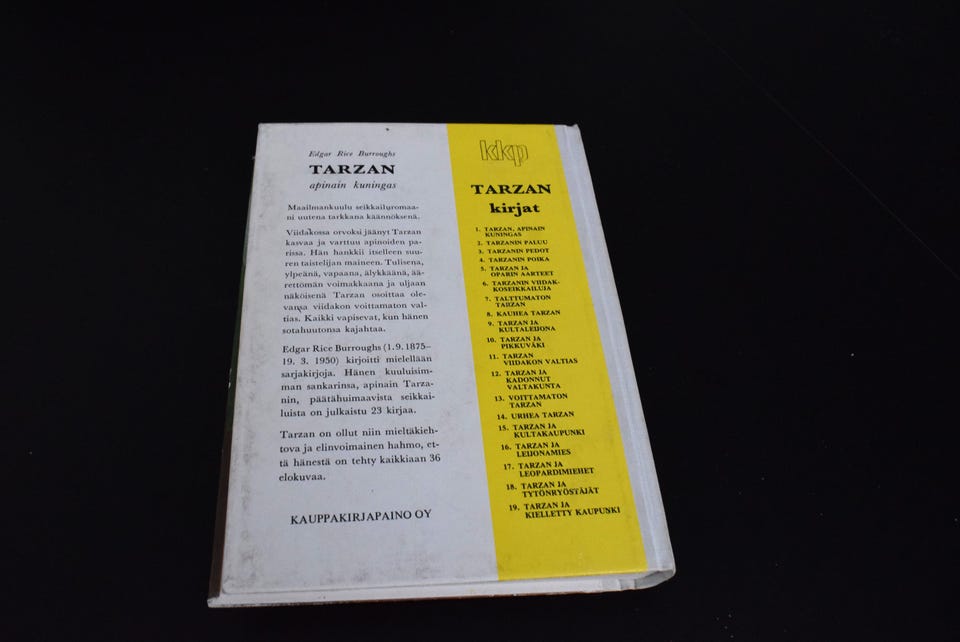 Edgar Rice Burroughs
TARZAN
apinain kuningas
Maailmankuulu seikkailuromaa-
ni uutena tarkkana käännöksenä.
Viidakossa orvoksi jäänyt Tarzan
kasvaa ja varttuu apinoiden pa-
rissa. Hän hankkii itselleen suu-
ren taistelijan maineen. Tulisena,
ylpeänä, vapaana, älykkäänä, ää-
rettömän voimakkaana ja uljaan
näköisenä Tarzan osoittaa ole-
vansa viidakon voittamaton val-
tias. Kaikki vapisevat, kun hänen
sotahuutonsa kajahtaa.
Edgar Rice Burroughs (1.9.1875–
19. 3. 1950) kirjoitti mielellään
sarjakirjoja. Hänen kuuluisim-
man sankarinsa, apinain Tarza-
nin, päätähuimaavista seikkai-
luista on julkaistu 23 kirjaa.
Tarzan on ollut niin mieltäkieh-
tova ja elinvoimainen hahmo, et-
tä hänestä on tehty kaikkiaan 36
elokuvaa.
KAUPPAKIRJAPAINO OY
kkp
TARZAN
kirjat
1. TARZAN, APINAIN
KUNINGAS
2. TARZANIN PALUU
3. TARZANIN PEDOT
4. TARZANIN POIKA
5. TARZAN JA
OPARIN AARTEET
6. TARZANIN VIIDAK-
KOSEIKKAILUJA
7. TALTTUMATON
TARZAN
8. KAUHEA TARZAN
9. TARZAN JA
KULTALEIJONA
10. TARZAN JA
PIKKUVÄKI
11. TARZAN
VIIDAKON VALTIAS
12. TARZAN JA
KADONNUT
VALTAKUNTA
13. VOITTAMATON
TARZAN
14. URHEA TARZAN
15. TARZAN JA
KULTAKAUPUNKI
16. TARZAN JA
LEIJONAMIES
17. TARZAN JA
LEOPARDIMIEHET
18. TARZAN JA
TYTÖNRYÖSTÄJÄT
19. TARZAN JA
KIELLETTY KAUPUNKI